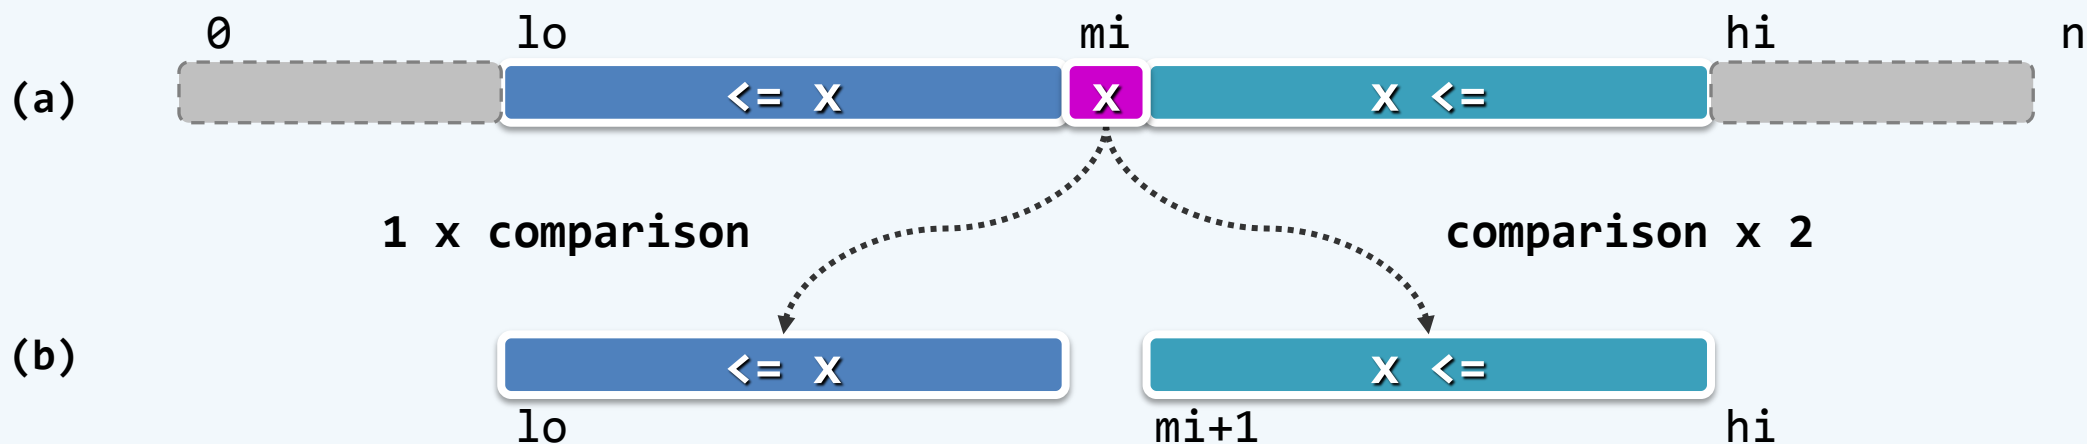 0 lo mi hi n
(a) <= x x x <=
1 x comparison comparison x 2
(b) <= x x <=
lo mi+1 hi